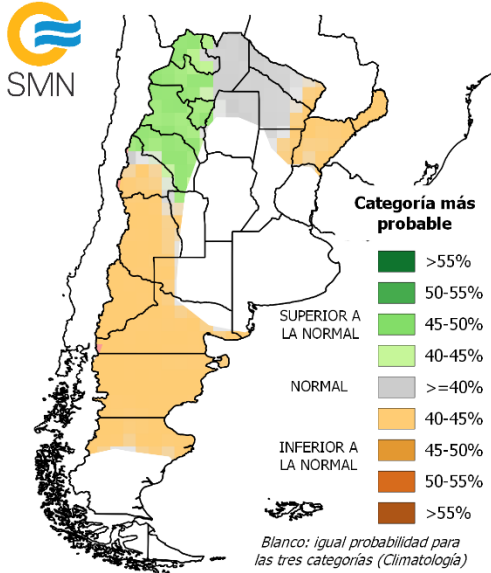 SMN
Categoría más
probable
>55%
50-55%
SUPERIOR A
LA NORMAL
45-50%
40-45%
NORMAL
>=40%
40-45%
INFERIOR A
LA NORMAL
45-50%
50-55%
>55%
Blanco: igual probabilidad para
las tres categorías (Climatología)